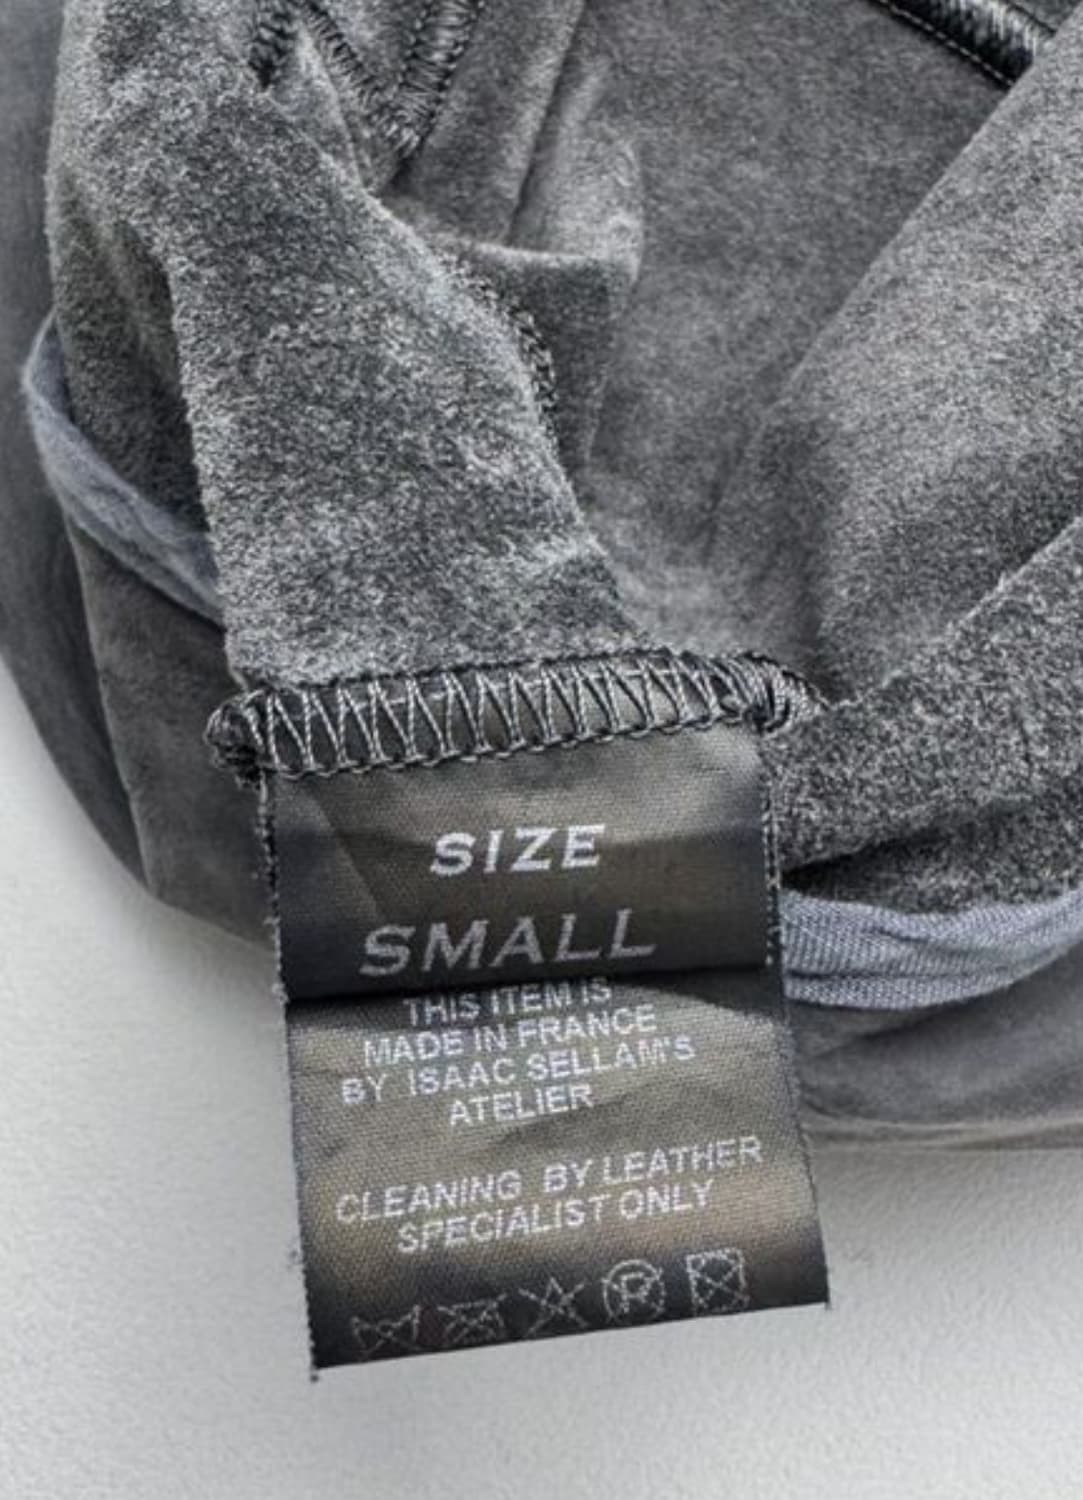 SIZE
SMALL
THIS ITEM IS
MADE IN FRANCE
BY ISAAC SELLAM'S
ATELIER
CLEANING BY LEATHER
SPECIALIST ONLY
R